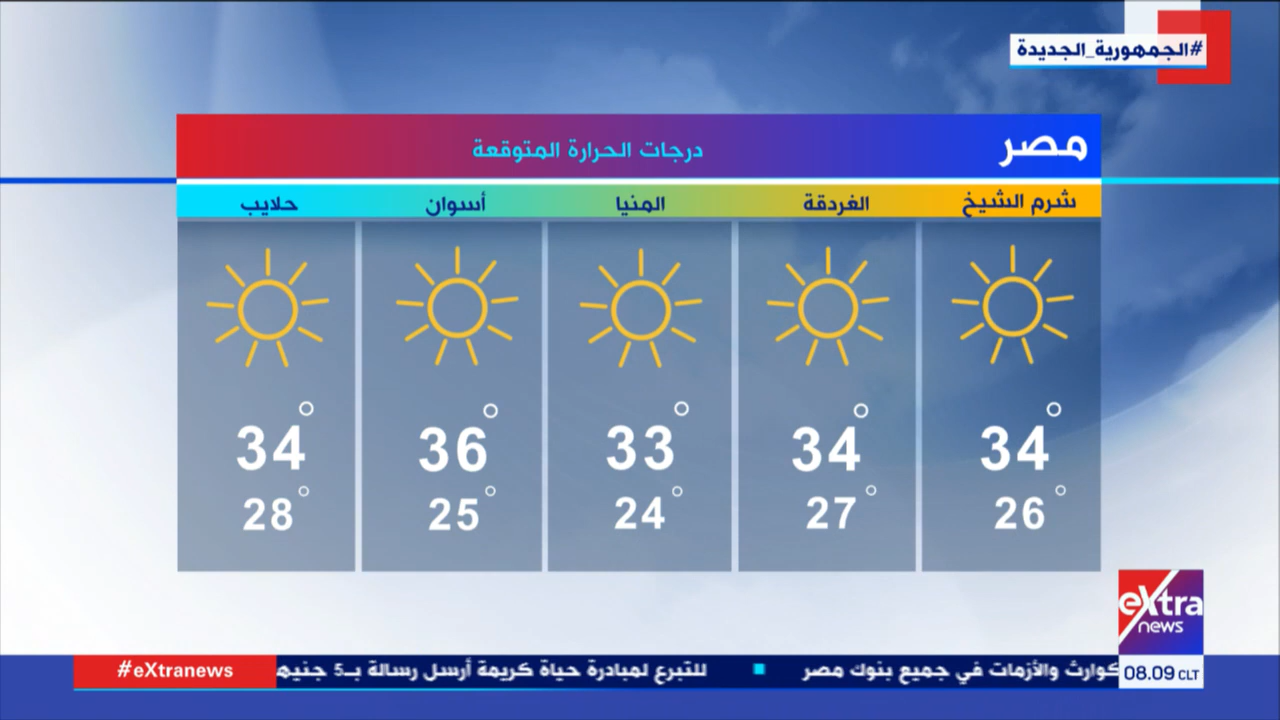 #الجمهورية_الجديدة
مصر
درجات الحرارة المتوقعة
شرم الشيخ الغردقة المنيا أسوان حلايب
34° 34° 33° 36° 34°
26° 27° 24° 25° 28°
eXtra
news
كوارث والأزمات في جميع بنوك مصر ■ للتبرع لمبادرة حياة كريمة أرسل رسالة بـ5 جنيه
#eXtranews
08.09 CLT